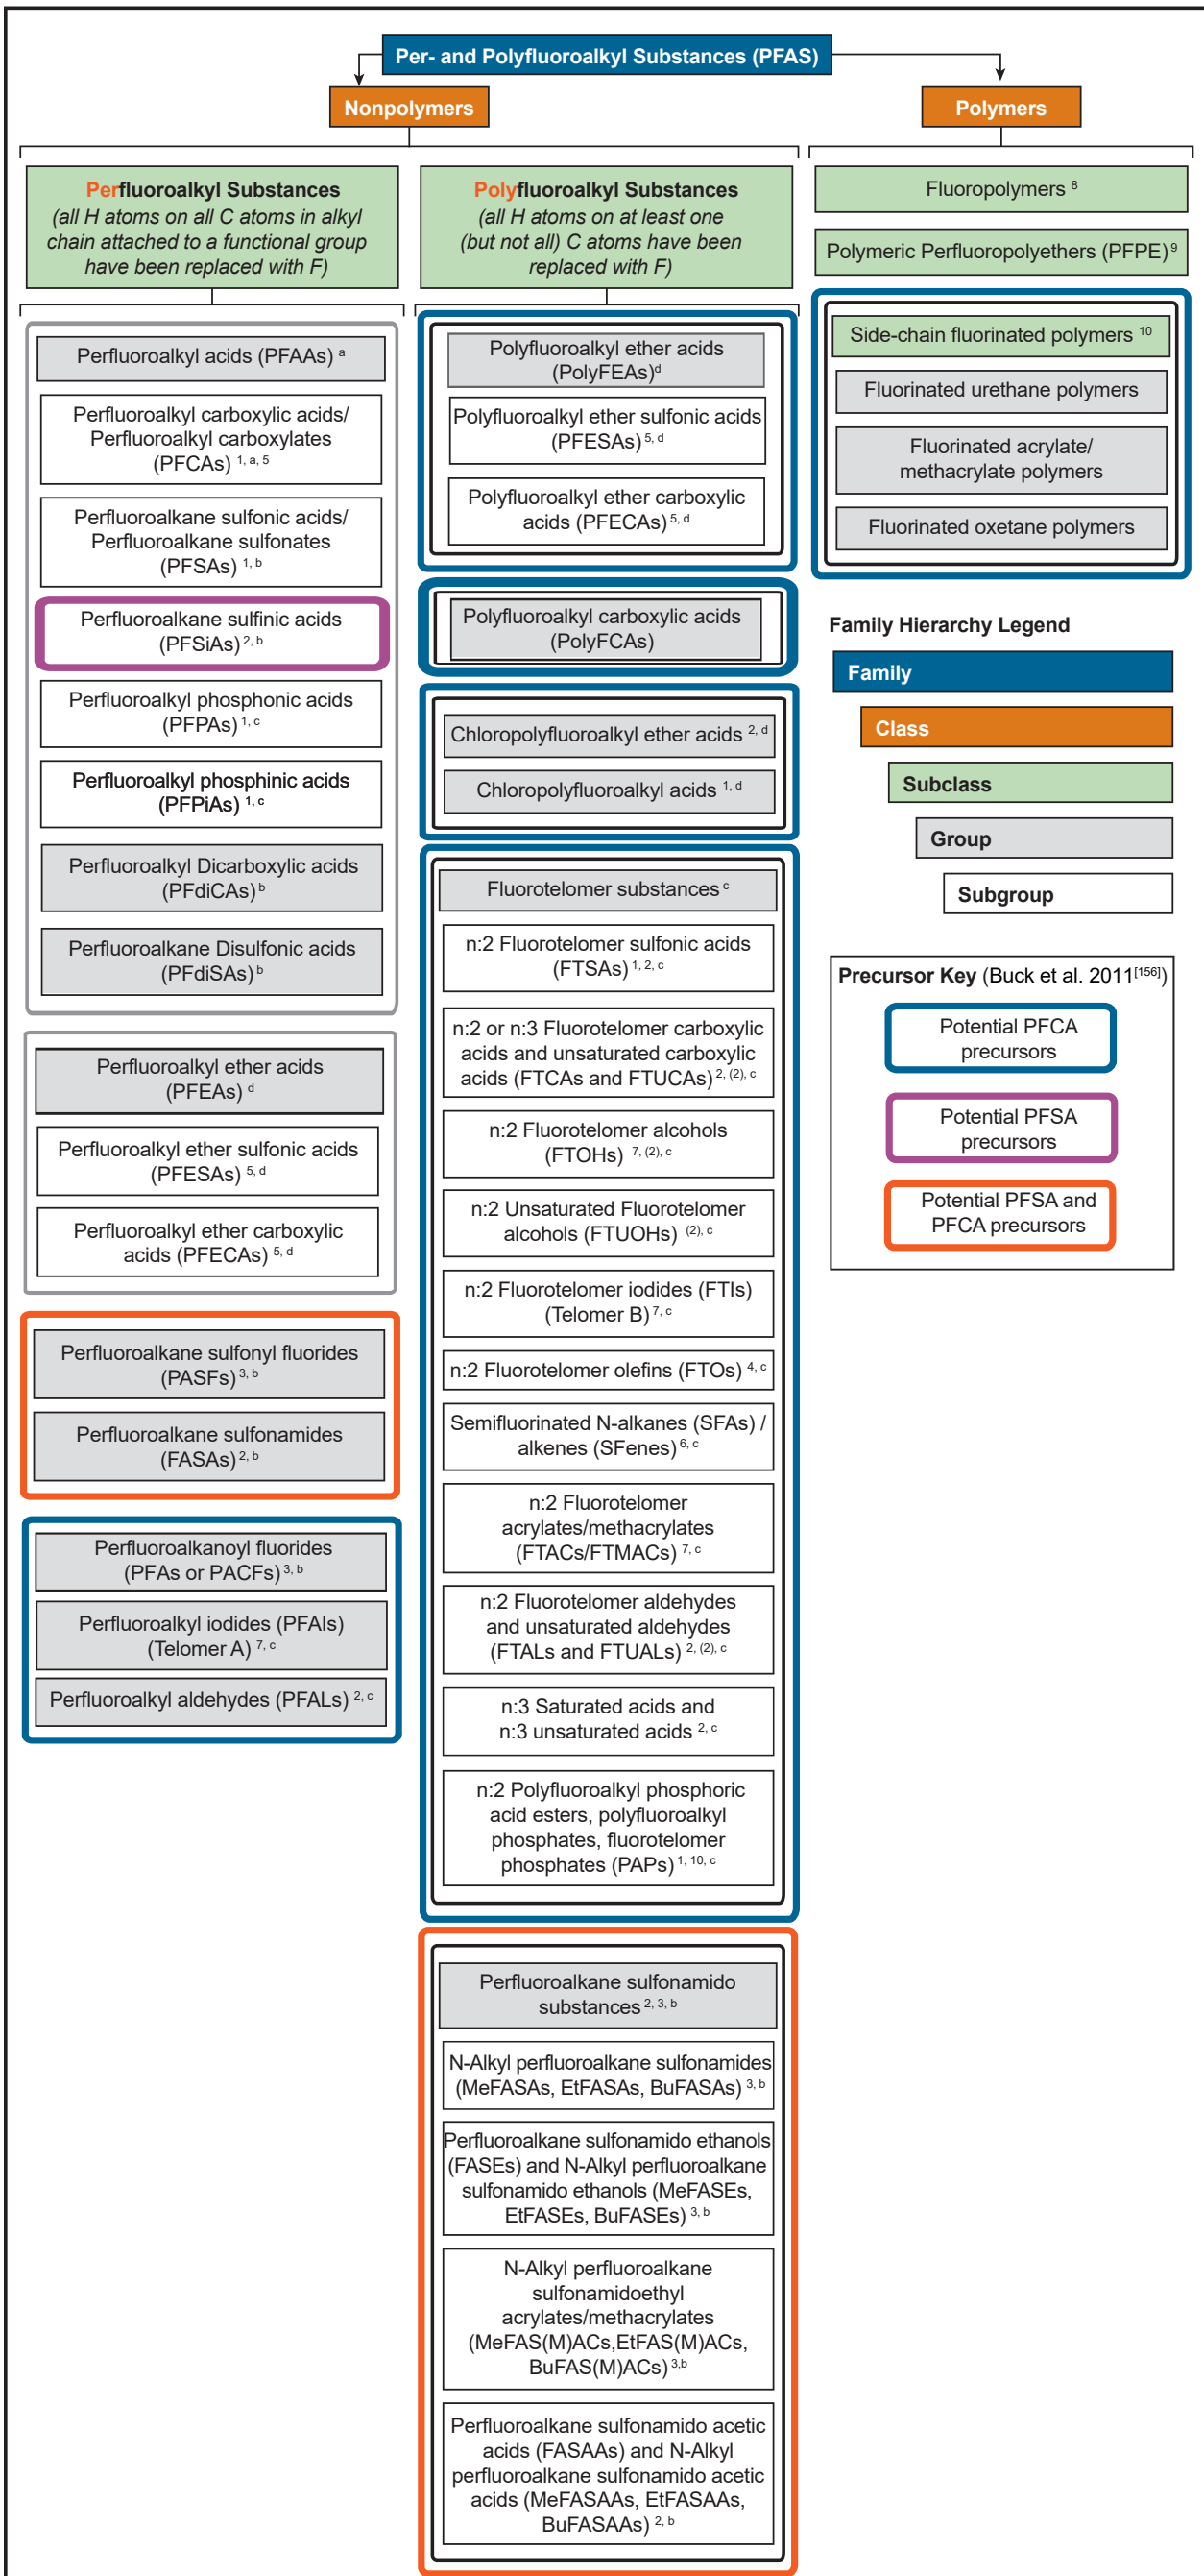 Per- and Polyfluoroalkyl Substances (PFAS)
Nonpolymers
Polymers
Perfluoroalkyl Substances
(all H atoms on all C atoms in alkyl
chain attached to a functional group
have been replaced with F)
Perfluoroalkyl acids (PFAAs) a
Perfluoroalkyl carboxylic acids/
Perfluoroalkyl carboxylates
(PFCAs) 1, a, 5
Perfluoroalkane sulfonic acids/
Perfluoroalkane sulfonates
(PFSAs) 1, b
Perfluoroalkane sulfinic acids
(PFSiAs) 2, b
Perfluoroalkyl phosphonic acids
(PFPAs) 1, c
Perfluoroalkyl phosphinic acids
(PFPiAs) 1, c
Perfluoroalkyl Dicarboxylic acids
(PFdiCAs) b
Perfluoroalkane Disulfonic acids
(PFdiSAs) b
Perfluoroalkyl ether acids
(PFEAs) d
Perfluoroalkyl ether sulfonic acids
(PFESAs) 5, d
Perfluoroalkyl ether carboxylic
acids (PFECAs) 5, d
Perfluoroalkane sulfonyl fluorides
(PASFs) 3, b
Perfluoroalkane sulfonamides
(FASAs) 2, b
Perfluoroalkanoyl fluorides
(PFAs or PACFs) 3, b
Perfluoroalkyl iodides (PFAIs)
(Telomer A) 7, c
Perfluoroalkyl aldehydes (PFALs) 2, c
Polyfluoroalkyl Substances
(all H atoms on at least one
(but not all) C atoms have been
replaced with F)
Polyfluoroalkyl ether acids
(PolyFEAs) d
Polyfluoroalkyl ether sulfonic acids
(PFESAs) 5, d
Polyfluoroalkyl ether carboxylic
acids (PFECAs) 5, d
Polyfluoroalkyl carboxylic acids
(PolyFCAs)
Chloropolyfluoroalkyl ether acids 2, d
Chloropolyfluoroalkyl acids 1, d
Fluorotelomer substances c
n:2 Fluorotelomer sulfonic acids
(FTSAs) 1, 2, c
n:2 or n:3 Fluorotelomer carboxylic
acids and unsaturated carboxylic
acids (FTCAs and FTUCAs) 2, (2), c
n:2 Fluorotelomer alcohols
(FTOHs) 7, (2), c
n:2 Unsaturated Fluorotelomer
alcohols (FTUOHs) (2), c
n:2 Fluorotelomer iodides (FTIs)
(Telomer B) 7, c
n:2 Fluorotelomer olefins (FTOs) 4, c
Semifluorinated N-alkanes (SFAs) /
alkenes (SFenes) 6, c
n:2 Fluorotelomer
acrylates/methacrylates
(FTACs/FTMACs) 7, c
n:2 Fluorotelomer aldehydes
and unsaturated aldehydes
(FTALs and FTUALs) 2, (2), c
n:3 Saturated acids and
n:3 unsaturated acids 2, c
n:2 Polyfluoroalkyl phosphoric
acid esters, polyfluoroalkyl
phosphates, fluorotelomer
phosphates (PAPs) 1, 10, c
Perfluoroalkane sulfonamido
substances 2, 3, b
N-Alkyl perfluoroalkane sulfonamides
(MeFASAs, EtFASAs, BuFASAs) 3, b
Perfluoroalkane sulfonamido ethanols
(FASEs) and N-Alkyl perfluoroalkane
sulfonamido ethanols (MeFASEs,
EtFASEs, BuFASEs) 3, b
N-Alkyl perfluoroalkane
sulfonamidoethyl
acrylates/methacrylates
(MeFAS(M)ACs,EtFAS(M)ACs,
BuFAS(M)ACs) 3,b
Perfluoroalkane sulfonamido acetic
acids (FASAAs) and N-Alkyl
perfluoroalkane sulfonamido acetic
acids (MeFASAAs, EtFASAAs,
BuFASAAs) 2, b
Fluoropolymers 8
Polymeric Perfluoropolyethers (PFPE) 9
Side-chain fluorinated polymers 10
Fluorinated urethane polymers
Fluorinated acrylate/
methacrylate polymers
Fluorinated oxetane polymers
Family Hierarchy Legend
Family
Class
Subclass
Group
Subgroup
Precursor Key (Buck et al. 2011[156])
Potential PFCA
precursors
Potential PFSA
precursors
Potential PFSA and
PFCA precursors